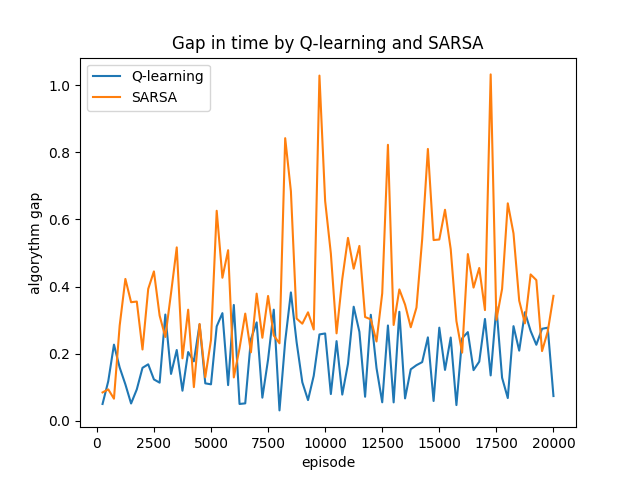 Gap in time by Q-learning and SARSA
Q-learning
SARSA
algorythm gap
1.0
0.8
0.6
0.4
0.2
0.0
0 2500 5000 7500 10000 12500 15000 17500 20000
episode